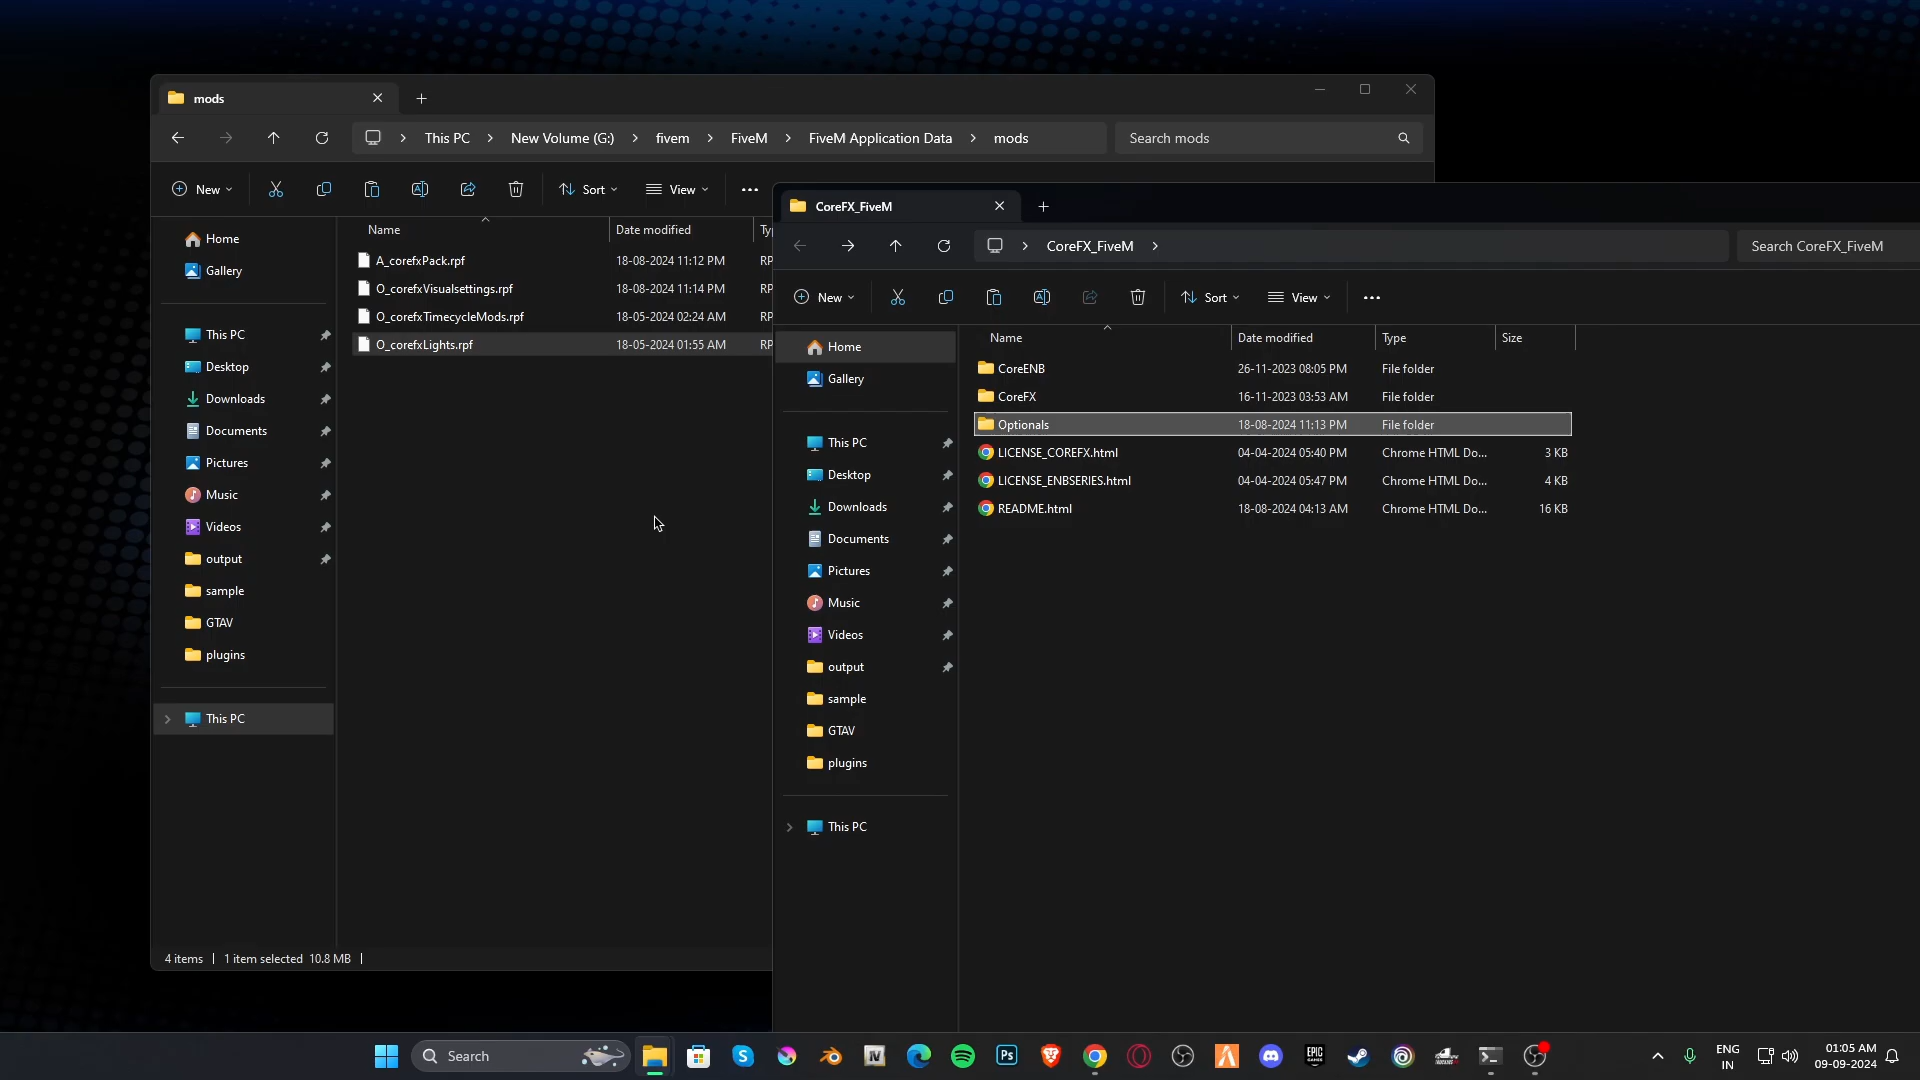 mods
This PC
New Volume (G:)
fivem
FiveM
FiveM Application Data
mods
Search mods
New
Sort
View
Name
Date modified
Ty
Home
Gallery
This PC
Desktop
Downloads
Documents
Pictures
Music
Videos
output
sample
GTAV
plugins
This PC
A_corefxPack.rpf 18-08-2024 11:12 PM RP
O_corefxVisualsettings.rpf 18-08-2024 11:14 PM RP
O_corefxTimecycleMods.rpf 18-05-2024 02:24 AM RP
O_corefxLights.rpf 18-05-2024 01:55 AM RP
4 items 1 item selected 10.8 MB
CoreFX_FiveM
CoreFX_FiveM
Search CoreFX_FiveM
New
Sort
View
Name Date modified Type Size
Home
Gallery
This PC
Desktop
Downloads
Documents
Pictures
Music
Videos
output
sample
GTAV
plugins
This PC
CoreENB 26-11-2023 08:05 PM File folder
CoreFX 16-11-2023 03:53 AM File folder
Optionals 18-08-2024 11:13 PM File folder
LICENSE_COREFX.html 04-04-2024 05:40 PM Chrome HTML Do... 3 KB
LICENSE_ENBSERIES.html 04-04-2024 05:47 PM Chrome HTML Do... 4 KB
README.html 18-08-2024 04:13 AM Chrome HTML Do... 16 KB
Search
S
IV
Ps
EPIC
GAMES
ENG
IN
01:05 AM
09-09-2024